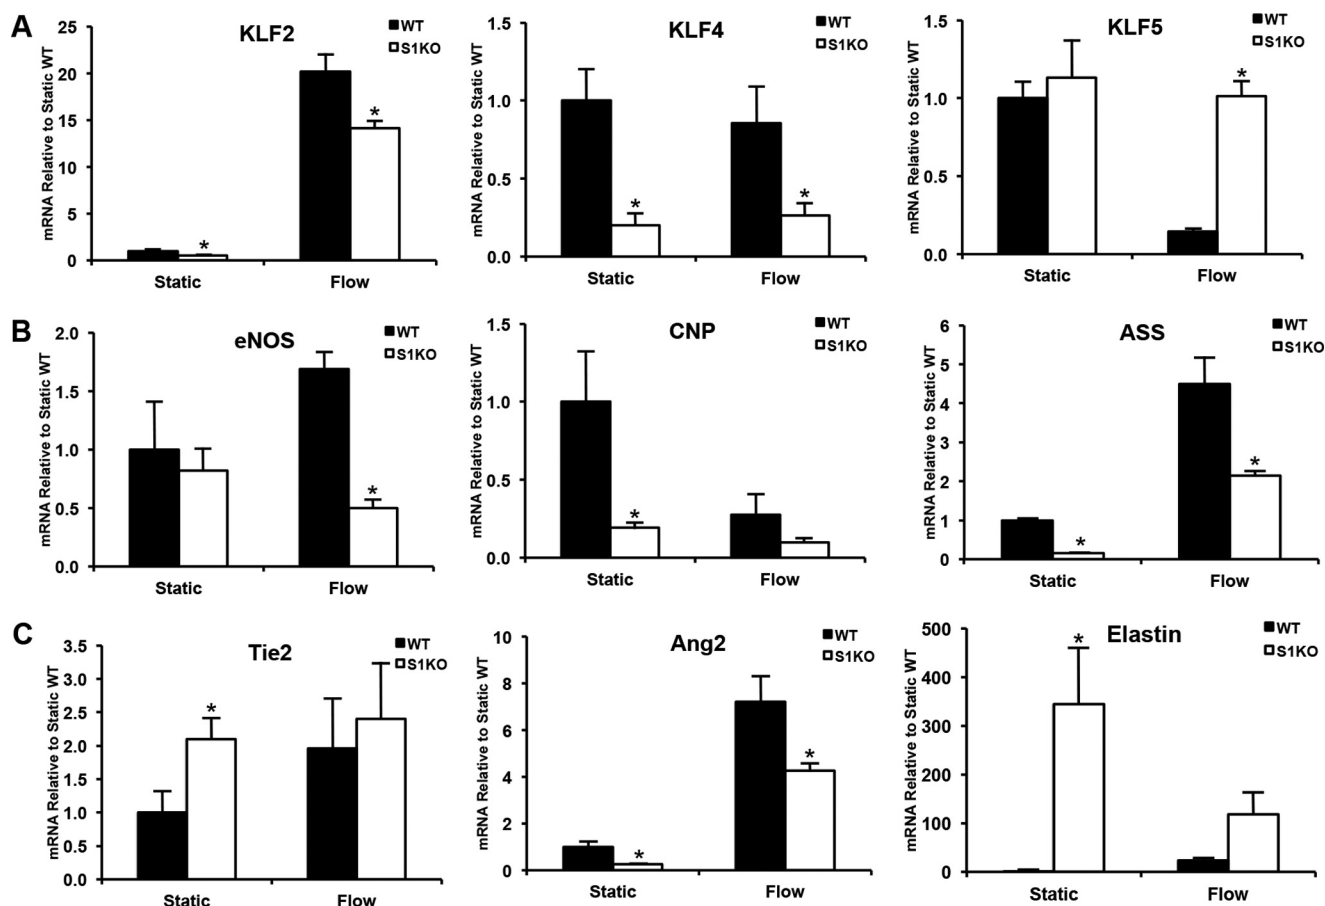 A
KLF2
WT
S1KO
mRNA Relative to Static WT
25
20
15
10
5
0
*
*
Static
Flow
KLF4
WT
S1KO
mRNA Relative to Static WT
1.5
1.0
0.5
0.0
*
*
Static
Flow
KLF5
WT
S1KO
mRNA Relative to Static WT
1.5
1.0
0.5
0.0
*
Static
Flow
B
eNOS
WT
S1KO
mRNA Relative to Static WT
2.0
1.5
1.0
0.5
0.0
*
Static
Flow
CNP
WT
S1KO
mRNA Relative to Static WT
1.5
1.0
0.5
0.0
*
Static
Flow
ASS
WT
S1KO
mRNA Relative to Static WT
6
5
4
3
2
1
0
*
*
Static
Flow
C
Tie2
WT
S1KO
mRNA Relative to Static WT
3.5
3.0
2.5
2.0
1.5
1.0
0.5
0.0
*
Static
Flow
Ang2
WT
S1KO
mRNA Relative to Static WT
10
8
6
4
2
0
*
*
Static
Flow
Elastin
WT
S1KO
mRNA Relative to Static WT
500
400
300
200
100
0
*
Static
Flow